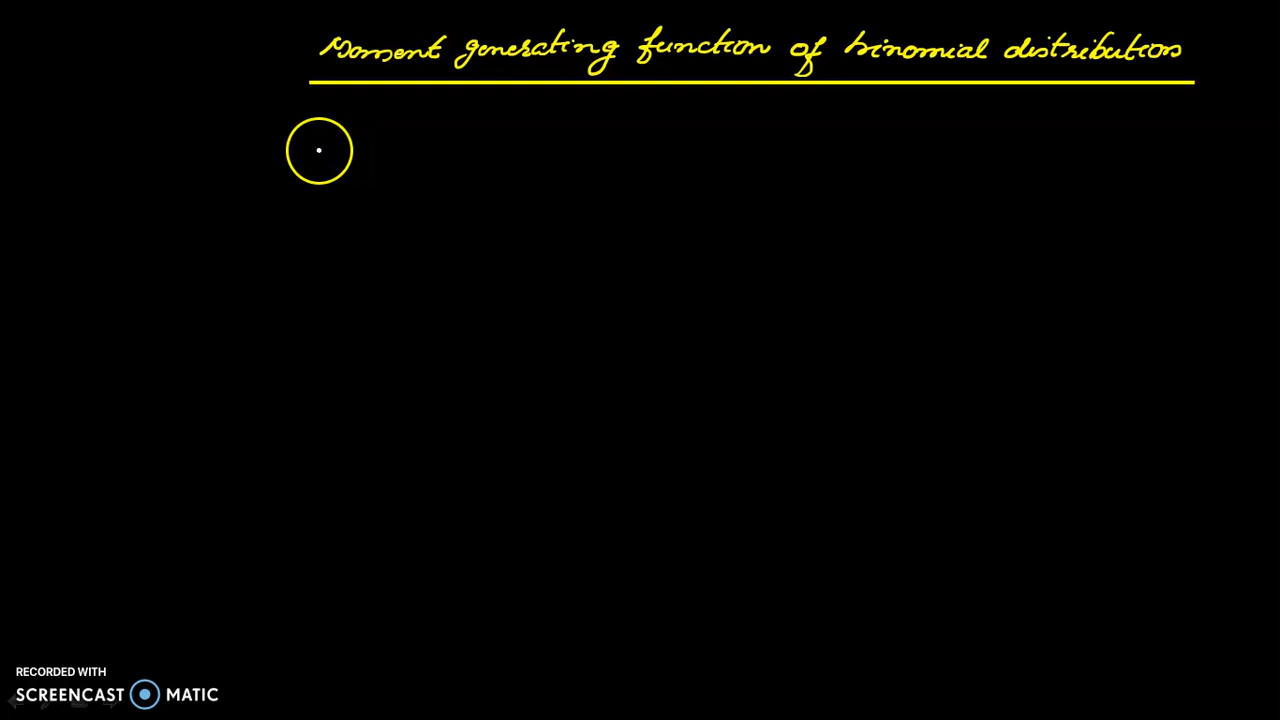 Moment generating function of binomial distribution
RECORDED WITH
SCREENCAST MATIC